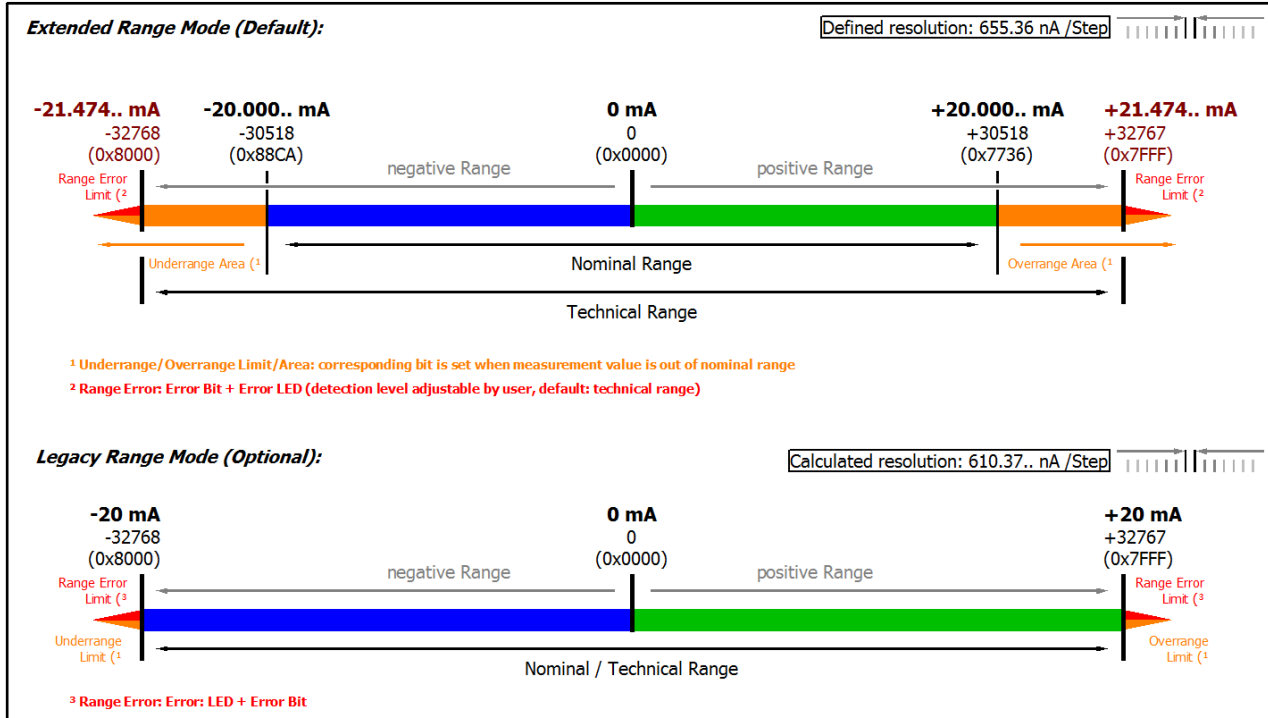 Extended Range Mode (Default):
Defined resolution: 655.36 nA /Step
-21.474.. mA
-20.000.. mA
0 mA
+20.000.. mA
+21.474.. mA
-32768
-30518
0
+30518
+32767
(0x8000)
(0x88CA)
(0x0000)
(0x7736)
(0x7FFF)
negative Range
positive Range
Range Error
Limit (²
Range Error
Limit (²
Underrange Area (¹
Nominal Range
Overrange Area (¹
Technical Range
¹ Underrange/Overrange Limit/Area: corresponding bit is set when measurement value is out of nominal range
² Range Error: Error Bit + Error LED (detection level adjustable by user, default: technical range)
Legacy Range Mode (Optional):
Calculated resolution: 610.37.. nA /Step
-20 mA
0 mA
+20 mA
-32768
0
+32767
(0x8000)
(0x0000)
(0x7FFF)
negative Range
positive Range
Range Error
Limit (³
Range Error
Limit (³
Underrange
Limit (¹
Overrange
Limit (¹
Nominal / Technical Range
³ Range Error: Error: LED + Error Bit